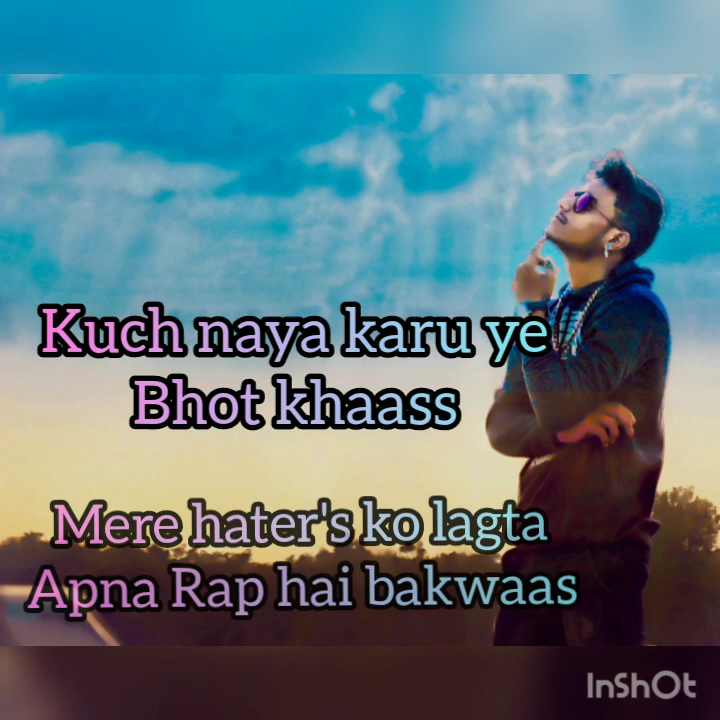 Kuch naya karu ye
Bhot khaass
Mere hater's ko lagta
Apna Rap hai bakwaas
InShOt